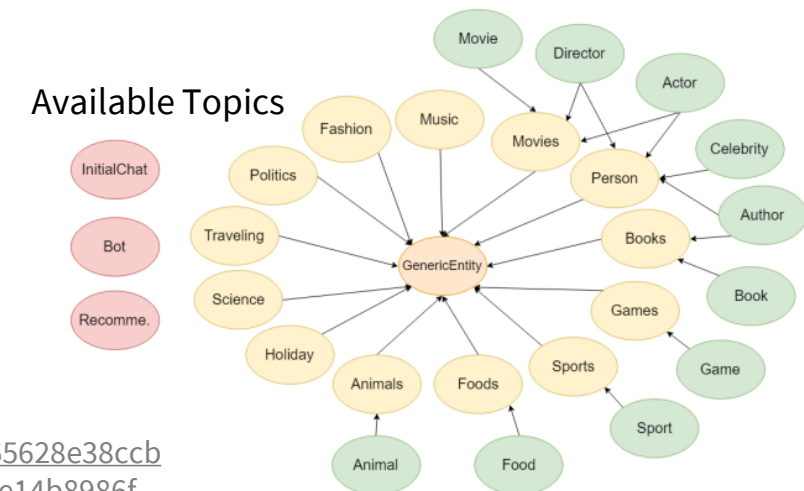 Available Topics
InitialChat
Bot
Recomme.
Movie
Director
Actor
Celebrity
Author
Book
Game
Sport
Food
Animal
Music
Fashion
Politics
Traveling
Science
Holiday
Animals
Foods
Sports
Games
Books
Person
Movies
GenericEntity
5628e38ccb
e14b8986f